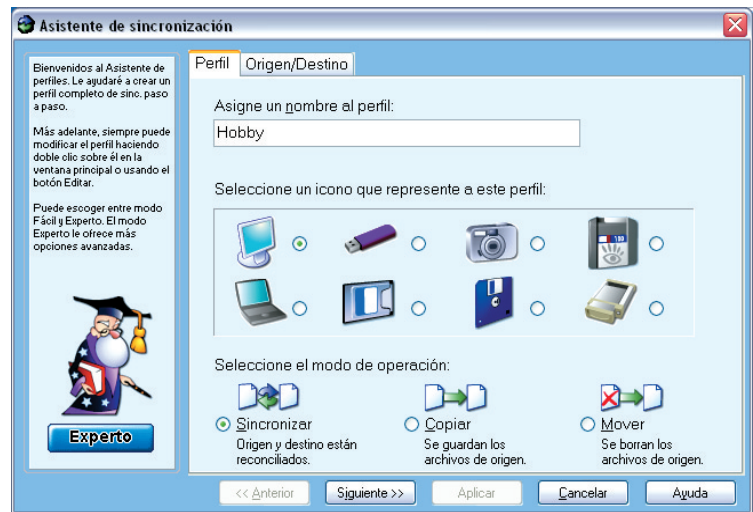 Asistente de sincronización
Bienvenidos al Asistente de
perfiles. Le ayudaré a crear un
perfil completo de sinc. paso
a paso.
Más adelante, siempre puede
modificar el perfil haciendo
doble clic sobre él en la
ventana principal o usando el
botón Editar.
Puede escoger entre modo
Fácil y Experto. El modo
Experto le ofrece más
opciones avanzadas.
Experto
Perfil
Origen/Destino
Asigne un nombre al perfil:
Hobby
Seleccione un icono que represente a este perfil:
100
Seleccione el modo de operación:
Sincronizar
Origen y destino están
reconciliados.
Copiar
Se guardan los
archivos de origen.
Mover
Se borran los
archivos de origen.
<< Anterior
Siguiente >>
Aplicar
Cancelar
Ayuda